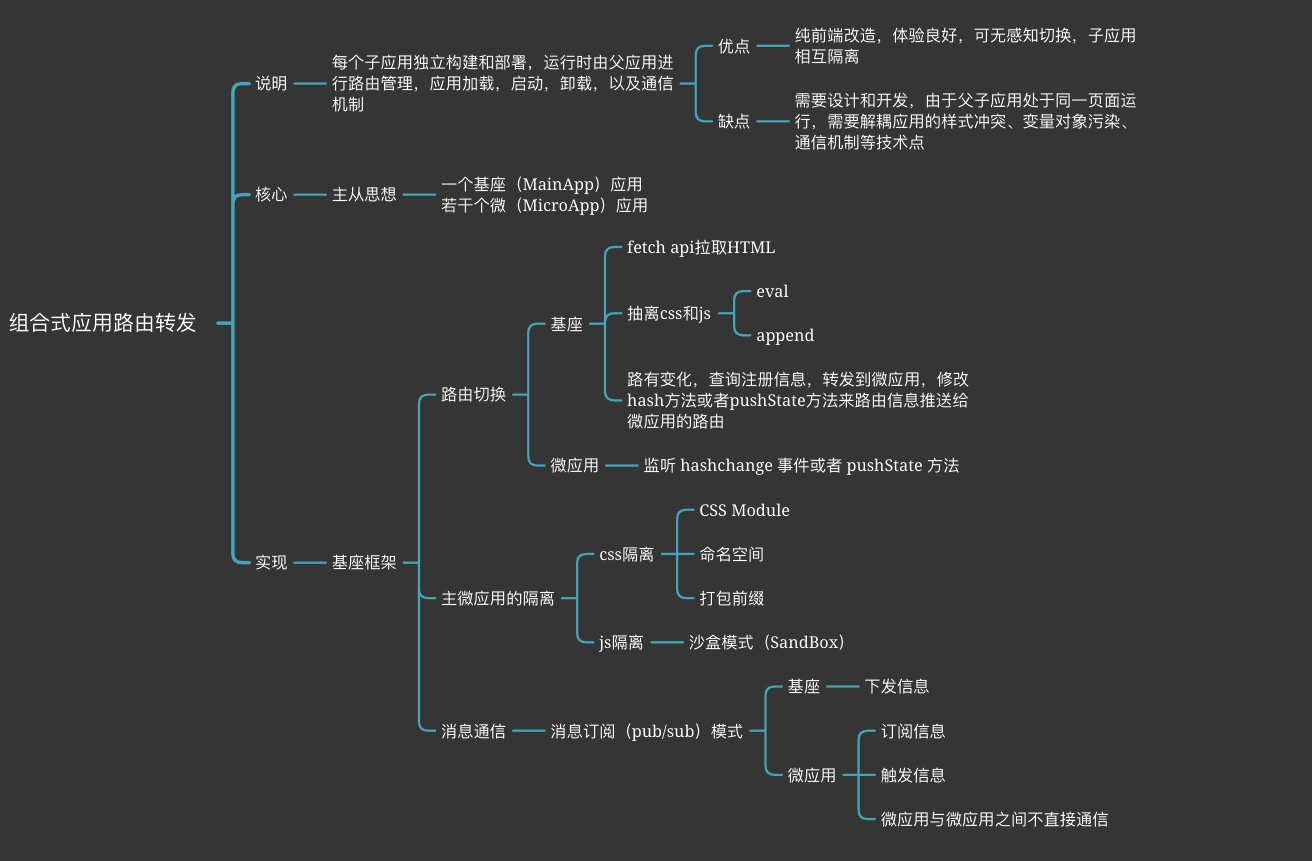 组合式应用路由转发
说明
每个子应用独立构建和部署，运行时由父应用进
行路由管理，应用加载，启动，卸载，以及通信
机制
优点
纯前端改造，体验良好，可无感知切换，子应用
相互隔离
缺点
需要设计和开发，由于父子应用处于同一页面运
行，需要解耦应用的样式冲突、变量对象污染、
通信机制等技术点
核心
主从思想
一个基座（MainApp）应用
若干个微（MicroApp）应用
实现
基座框架
路由切换
基座
fetch api拉取HTML
抽离css和js
eval
append
路有变化，查询注册信息，转发到微应用，修改
hash方法或者pushState方法来路由信息推送给
微应用的路由
微应用
监听 hashchange 事件或者 pushState 方法
主微应用的隔离
css隔离
CSS Module
命名空间
打包前缀
js隔离
沙盒模式（SandBox）
消息通信
消息订阅（pub/sub）模式
基座
下发信息
微应用
订阅信息
触发信息
微应用与微应用之间不直接通信